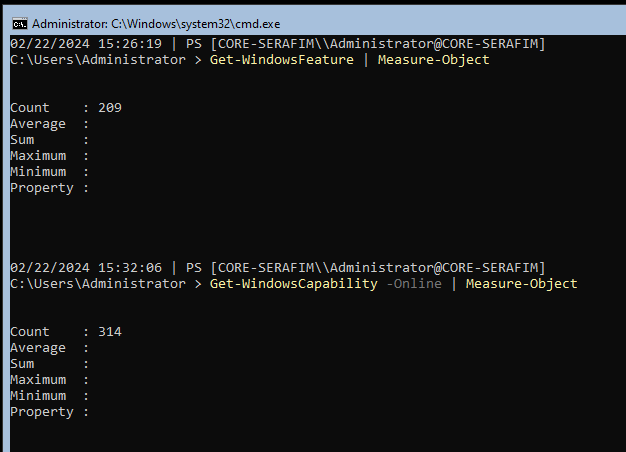 Administrator: C:\Windows\system32\cmd.exe
02/22/2024 15:26:19 | PS [CORE-SERAFIM\\Administrator@CORE-SERAFIM]
C:\Users\Administrator > Get-WindowsFeature | Measure-Object
Count    : 209
Average  :
Sum      :
Maximum  :
Minimum  :
Property :
02/22/2024 15:32:06 | PS [CORE-SERAFIM\\Administrator@CORE-SERAFIM]
C:\Users\Administrator > Get-WindowsCapability -Online | Measure-Object
Count    : 314
Average  :
Sum      :
Maximum  :
Minimum  :
Property :